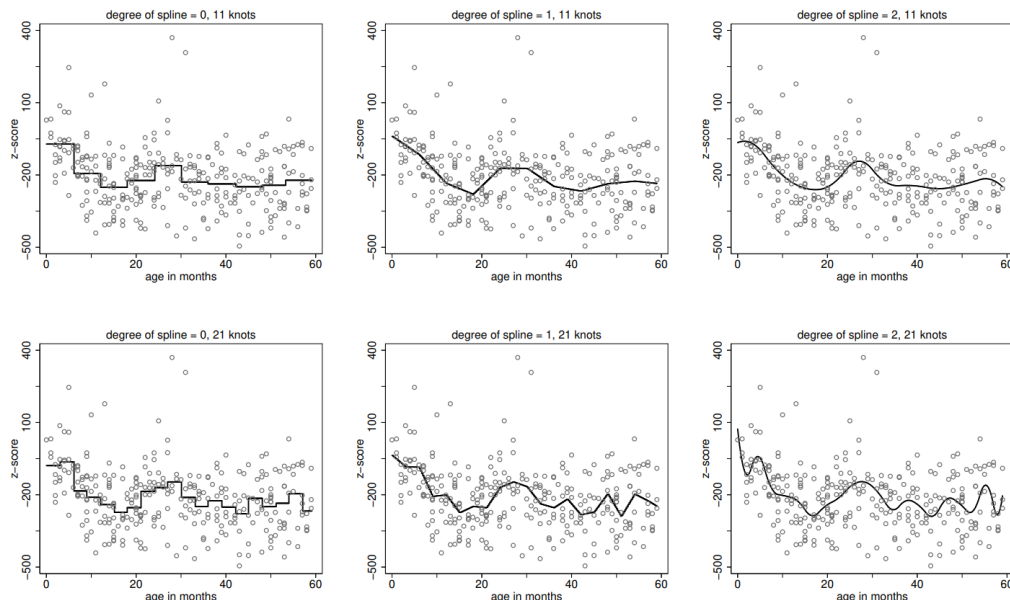 degree of spline = 0, 11 knots
z−score
400
100
−200
−500
0 20 40 60
age in months
degree of spline = 1, 11 knots
z−score
400
100
−200
−500
0 20 40 60
age in months
degree of spline = 2, 11 knots
z−score
400
100
−200
−500
0 20 40 60
age in months
degree of spline = 0, 21 knots
z−score
400
100
−200
−500
0 20 40 60
age in months
degree of spline = 1, 21 knots
z−score
400
100
−200
−500
0 20 40 60
age in months
degree of spline = 2, 21 knots
z−score
400
100
−200
−500
0 20 40 60
age in months